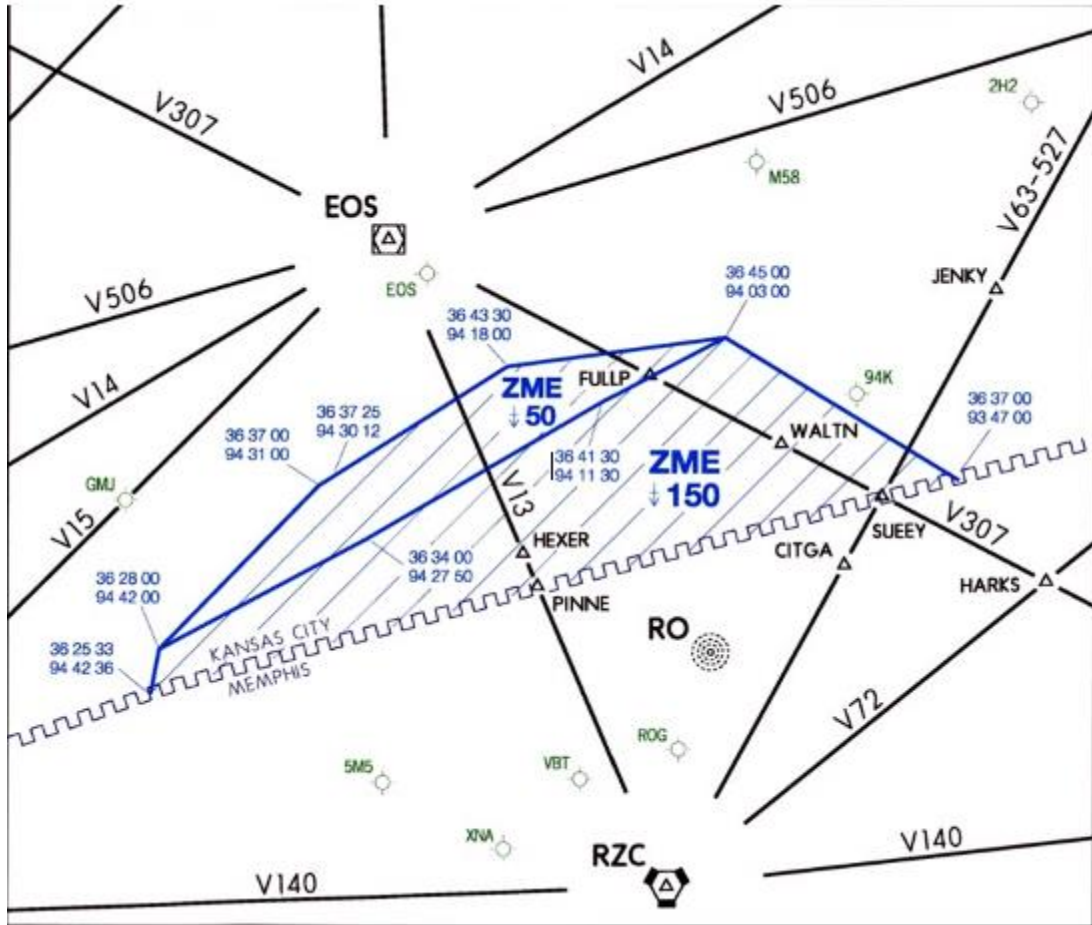 V14
V506
2H2
V307
M58
V63-527
EOS
EOS
V506
JENKY
36 45 00
94 03 00
36 43 30
94 18 00
V14
FULLP
ZME
↓ 50
94K
36 37 00
93 47 00
36 37 25
94 30 12
36 37 00
94 31 00
WALTN
36 41 30
94 11 30
ZME
↓ 150
GMJ
V15
V13
HEXER
SUEEY
V307
CITGA
36 34 00
94 27 50
36 28 00
94 42 00
PINNE
HARKS
RO
KANSAS CITY
MEMPHIS
36 25 33
94 42 36
V72
ROG
5M5
VBT
XNA
RZC
V140
V140